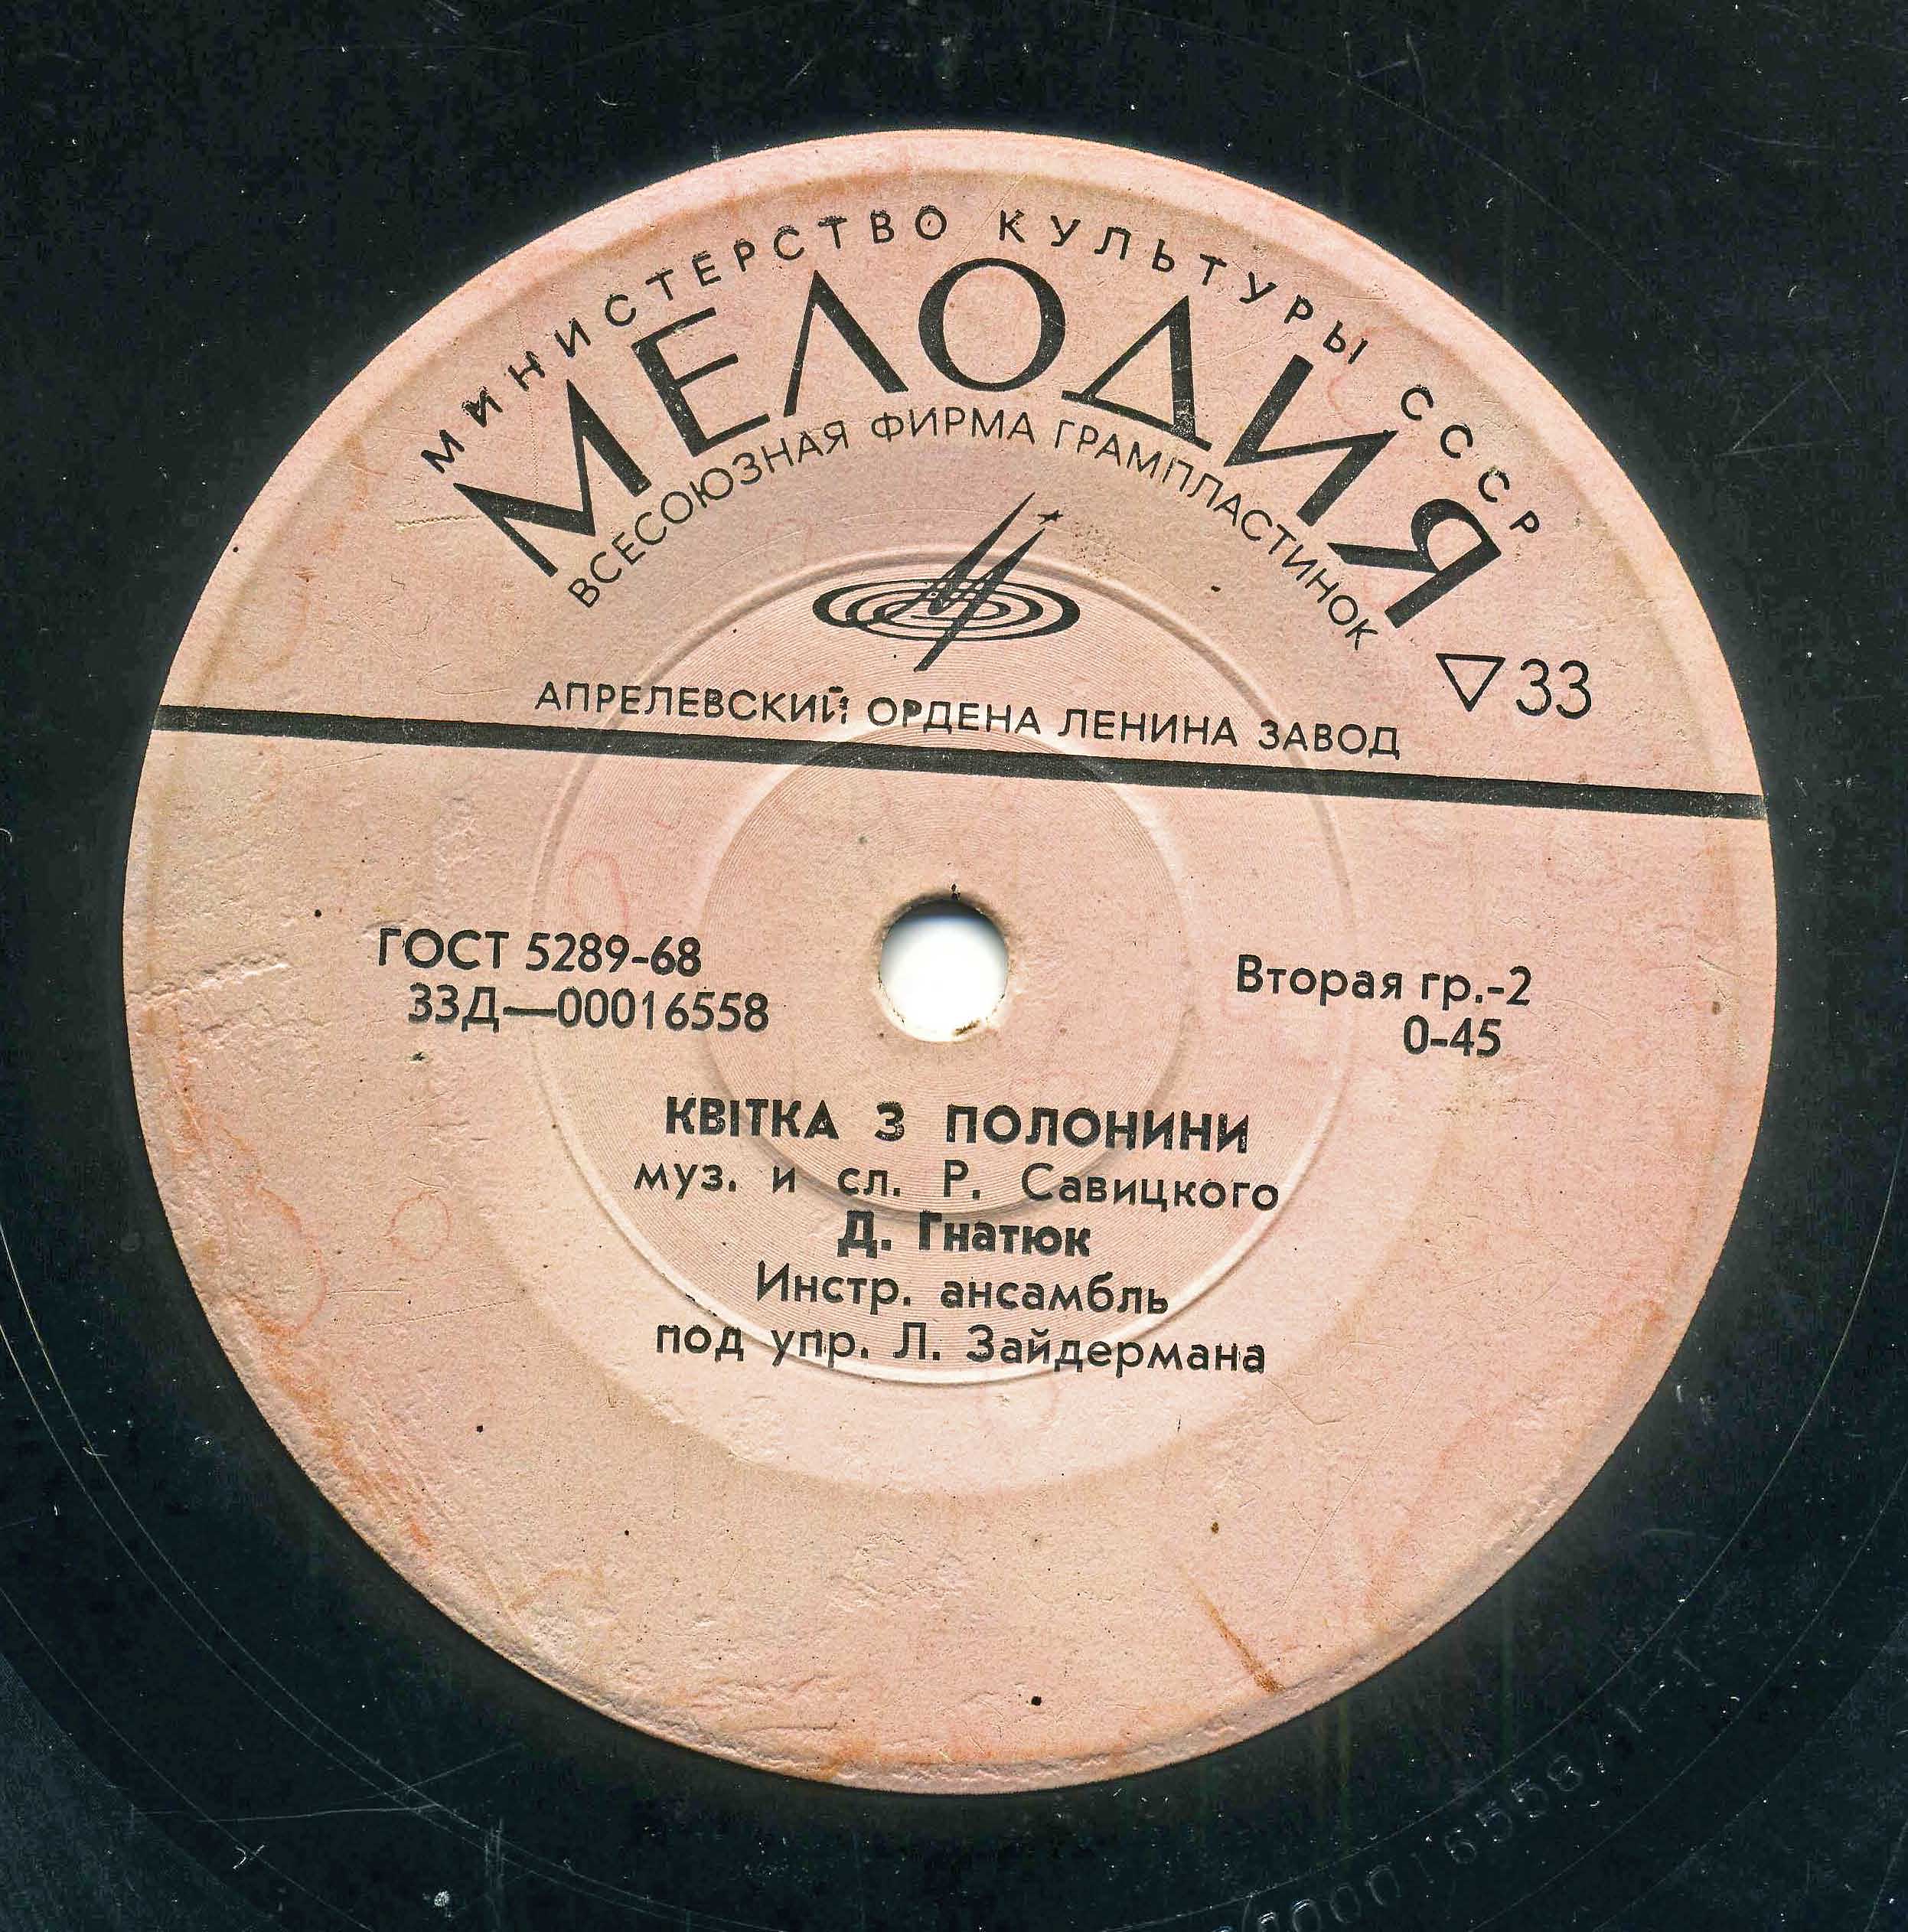 МИНИСТЕРСТВО КУЛЬТУРЫ СССР
МЕЛОДИЯ
ВСЕСОЮЗНАЯ ФИРМА ГРАМПЛАСТИНОК
▽33
АПРЕЛЕВСКИЙ ОРДЕНА ЛЕНИНА ЗАВОД
ГОСТ 5289-68
33Д—00016558
Вторая гр.-2
0-45
КВІТКА З ПОЛОНИНИ
муз. и сл. Р. Савицкого
Д. Гнатюк
Инстр. ансамбль
под упр. Л. Зайдермана